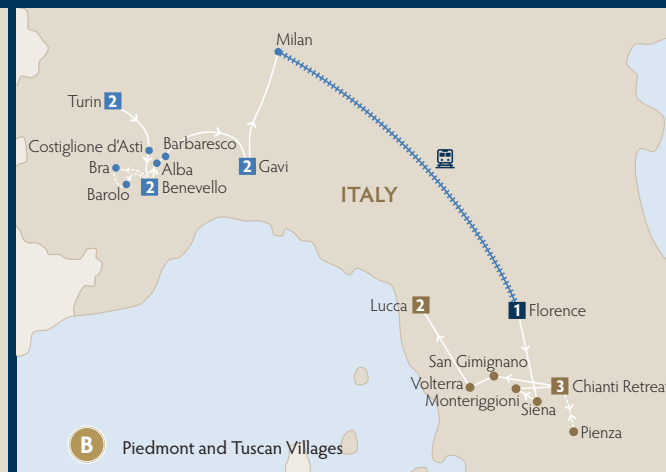 Milan
Turin 2
Costiglione d'Asti
Barbaresco
Bra
Alba
2 Gavi
Barolo
2 Benevello
ITALY
Lucca 2
1 Florence
San Gimignano
Volterra
3 Chianti Retreat
Monteriggioni
Siena
Pienza
B Piedmont and Tuscan Villages